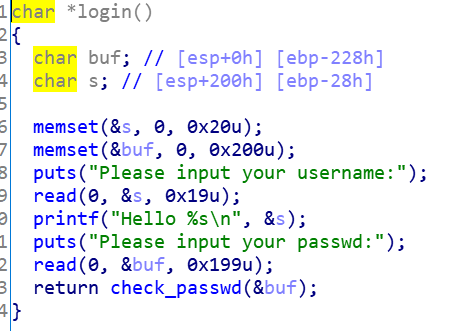 1 char *login()
2 {
3 char buf; // [esp+0h] [ebp-228h]
4 char s; // [esp+200h] [ebp-28h]
5
6 memset(&s, 0, 0x20u);
7 memset(&buf, 0, 0x200u);
8 puts("Please input your username:");
9 read(0, &s, 0x19u);
0 printf("Hello %s\n", &s);
1 puts("Please input your passwd:");
2 read(0, &buf, 0x199u);
3 return check_passwd(&buf);
4 }